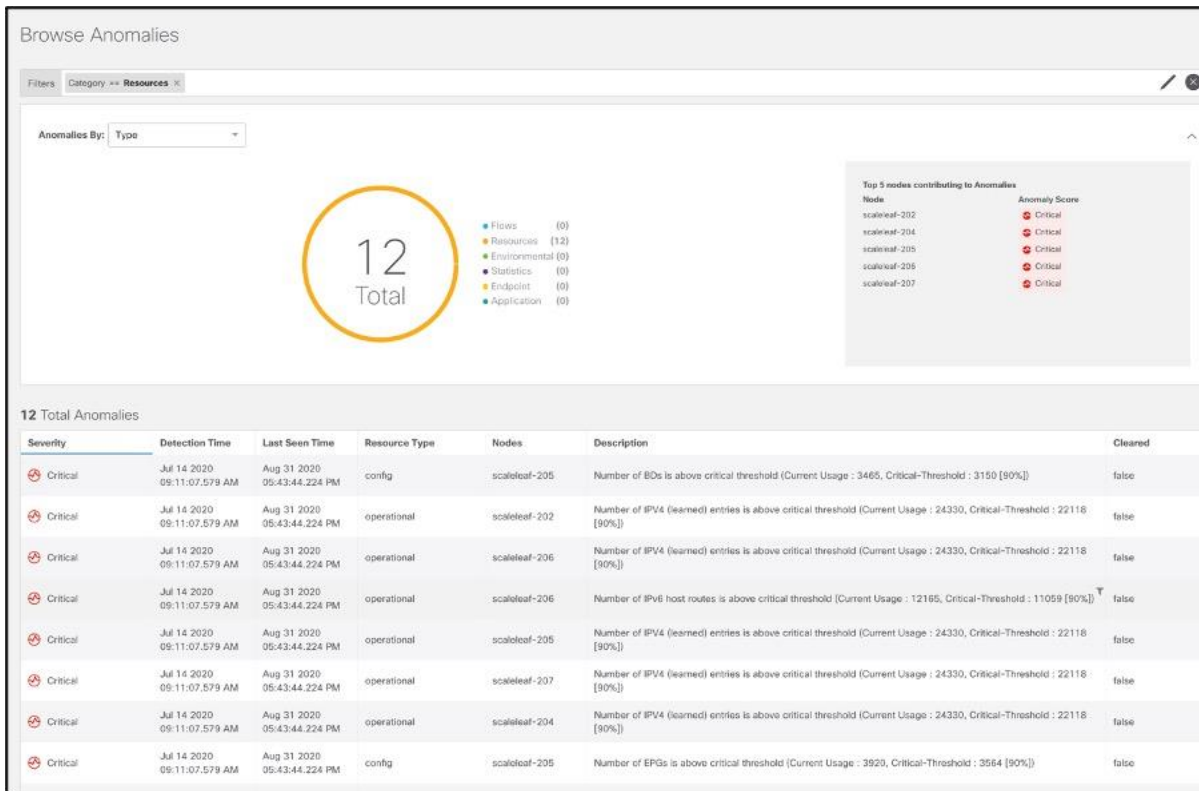 Browse Anomalies
Filters Category == Resources ×
Anomalies By: Type
12
Total
Flows (0)
Resources (12)
Environmental (0)
Statistics (0)
Endpoint (0)
Application (0)
Top 5 nodes contributing to Anomalies
Node Anomaly Score
scaleleaf-202 Critical
scaleleaf-204 Critical
scaleleaf-205 Critical
scaleleaf-206 Critical
scaleleaf-207 Critical
12 Total Anomalies
Severity Detection Time Last Seen Time Resource Type Nodes Description Cleared
Critical Jul 14 2020 Aug 31 2020 config scaleleaf-205 Number of BDs is above critical threshold (Current Usage : 3465, Critical-Threshold : 3150 [90%]) false
09:11:07.579 AM 05:43:44.224 PM
Critical Jul 14 2020 Aug 31 2020 operational scaleleaf-202 Number of IPV4 (learned) entries is above critical threshold (Current Usage : 24330, Critical-Threshold : 22118 false
09:11:07.579 AM 05:43:44.224 PM [90%])
Critical Jul 14 2020 Aug 31 2020 operational scaleleaf-206 Number of IPV4 (learned) entries is above critical threshold (Current Usage : 24330, Critical-Threshold : 22118 false
09:11:07.579 AM 05:43:44.224 PM [90%])
Critical Jul 14 2020 Aug 31 2020 operational scaleleaf-206 Number of IPv6 host routes is above critical threshold (Current Usage : 12165, Critical-Threshold : 11059 [90%]) false
09:11:07.579 AM 05:43:44.224 PM
Critical Jul 14 2020 Aug 31 2020 operational scaleleaf-205 Number of IPV4 (learned) entries is above critical threshold (Current Usage : 24330, Critical-Threshold : 22118 false
09:11:07.579 AM 05:43:44.224 PM [90%])
Critical Jul 14 2020 Aug 31 2020 operational scaleleaf-207 Number of IPV4 (learned) entries is above critical threshold (Current Usage : 24330, Critical-Threshold : 22118 false
09:11:07.579 AM 05:43:44.224 PM [90%])
Critical Jul 14 2020 Aug 31 2020 operational scaleleaf-204 Number of IPV4 (learned) entries is above critical threshold (Current Usage : 24330, Critical-Threshold : 22118 false
09:11:07.579 AM 05:43:44.224 PM [90%])
Critical Jul 14 2020 Aug 31 2020 config scaleleaf-205 Number of EPGs is above critical threshold (Current Usage : 3920, Critical-Threshold : 3564 [90%]) false
09:11:07.579 AM 05:43:44.224 PM